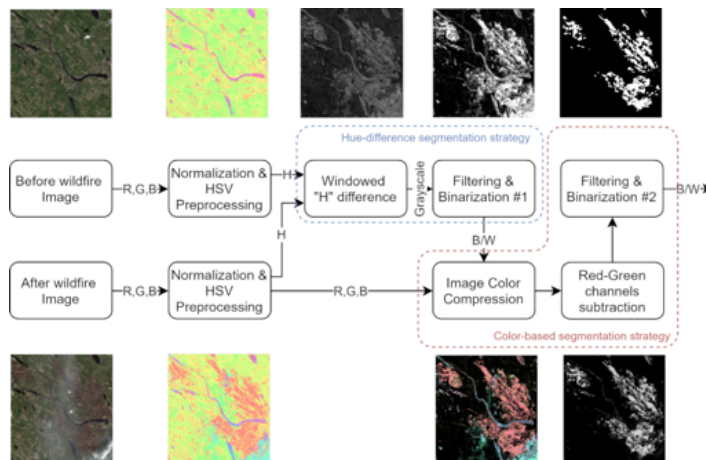 Hue-difference segmentation strategy
Before wildfire
Image
R,G,B
Normalization &
HSV
Preprocessing
H
Windowed
"H" difference
Grayscale
Filtering &
Binarization #1
Filtering &
Binarization #2
B/W
H
B/W
After wildfire
Image
R,G,B
Normalization &
HSV
Preprocessing
R,G,B
Image Color
Compression
Red-Green
channels
subtraction
Color-based segmentation strategy